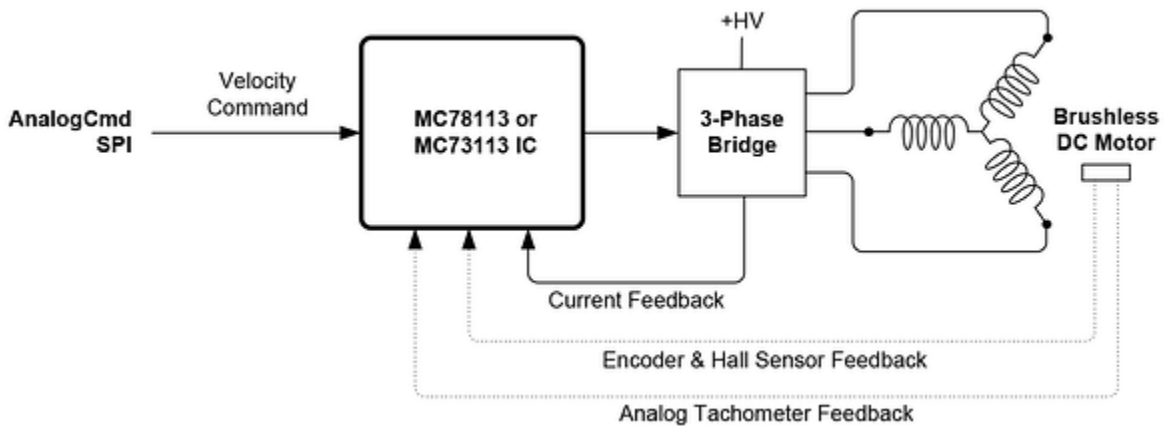 +HV
AnalogCmd
SPI
Velocity
Command
MC78113 or
MC73113 IC
3-Phase
Bridge
Brushless
DC Motor
Current Feedback
Encoder & Hall Sensor Feedback
Analog Tachometer Feedback